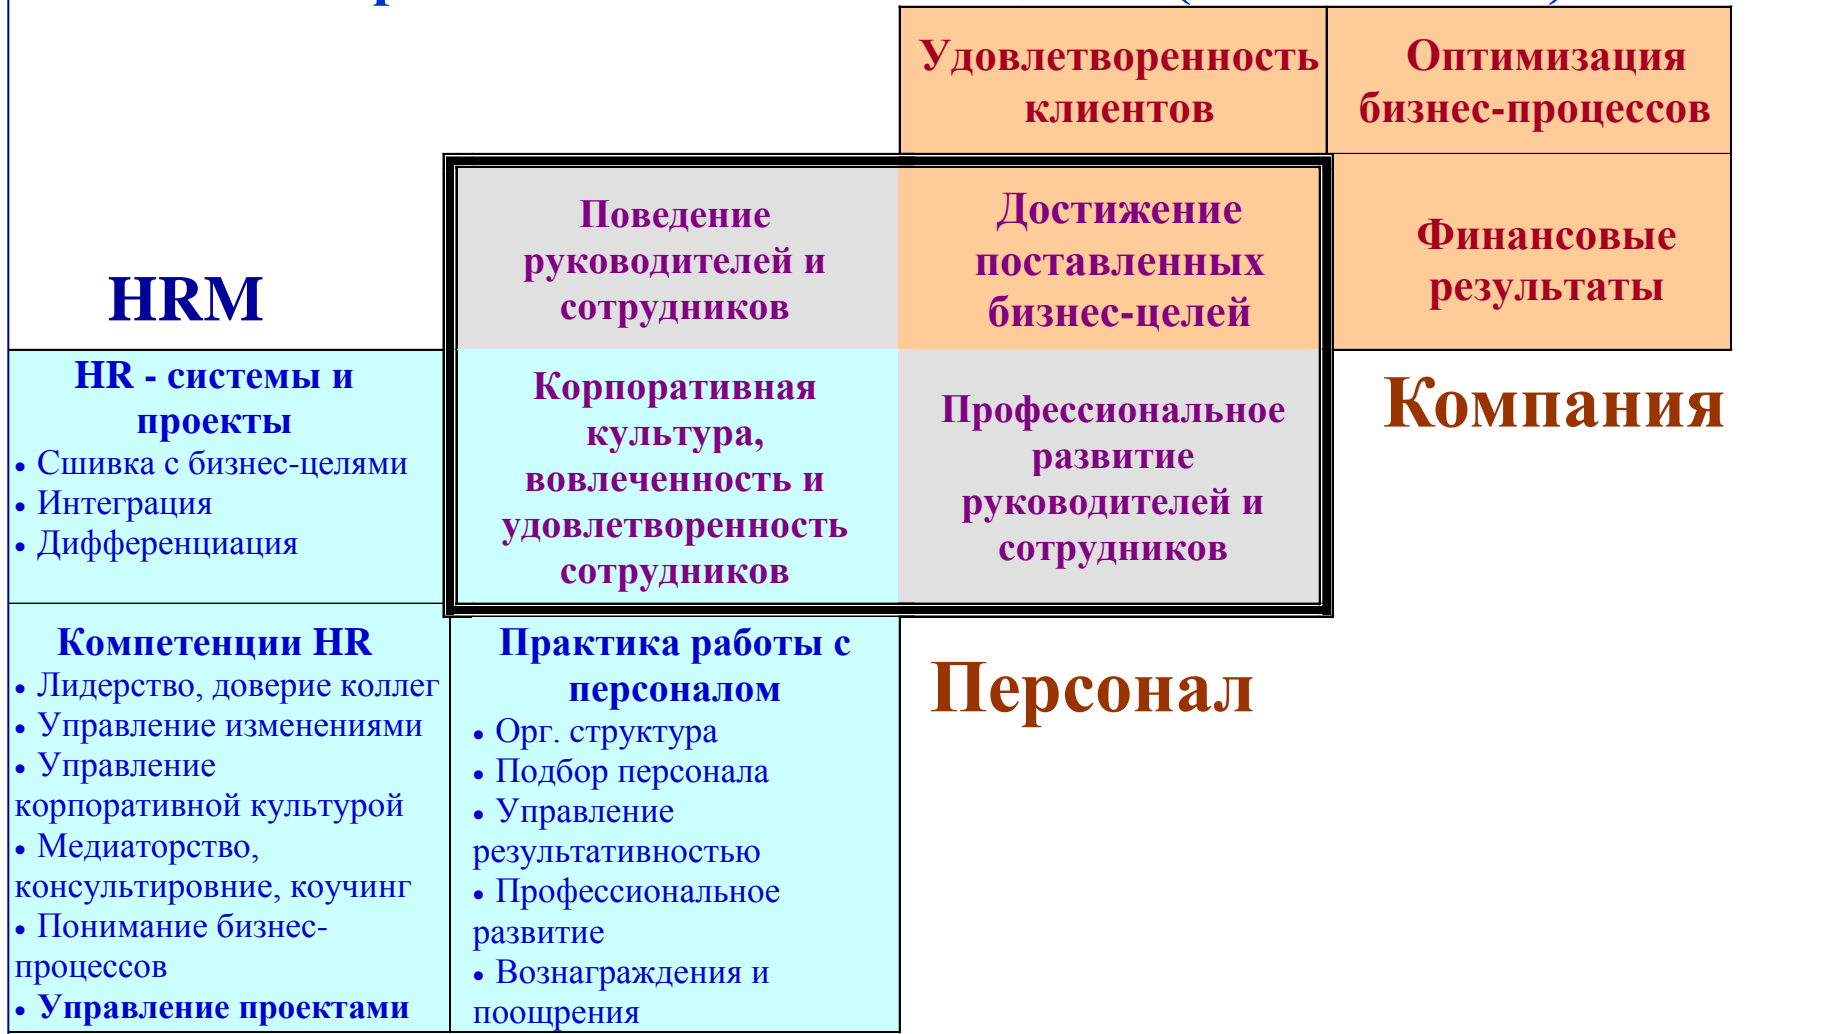 Удовлетворенность
клиентов
Оптимизация
бизнес-процессов
Поведение
руководителей и
сотрудников
Достижение
поставленных
бизнес-целей
Финансовые
результаты
HRM
HR - системы и
проекты
• Сшивка с бизнес-целями
• Интеграция
• Дифференциация
Корпоративная
культура,
вовлеченность и
удовлетворенность
сотрудников
Профессиональное
развитие
руководителей и
сотрудников
Компания
Компетенции HR
• Лидерство, доверие коллег
• Управление изменениями
• Управление
корпоративной культурой
• Медиаторство,
консультировние, коучинг
• Понимание бизнес-
процессов
• Управление проектами
Практика работы с
персоналом
• Орг. структура
• Подбор персонала
• Управление
результативностью
• Профессиональное
развитие
• Вознаграждения и
поощрения
Персонал